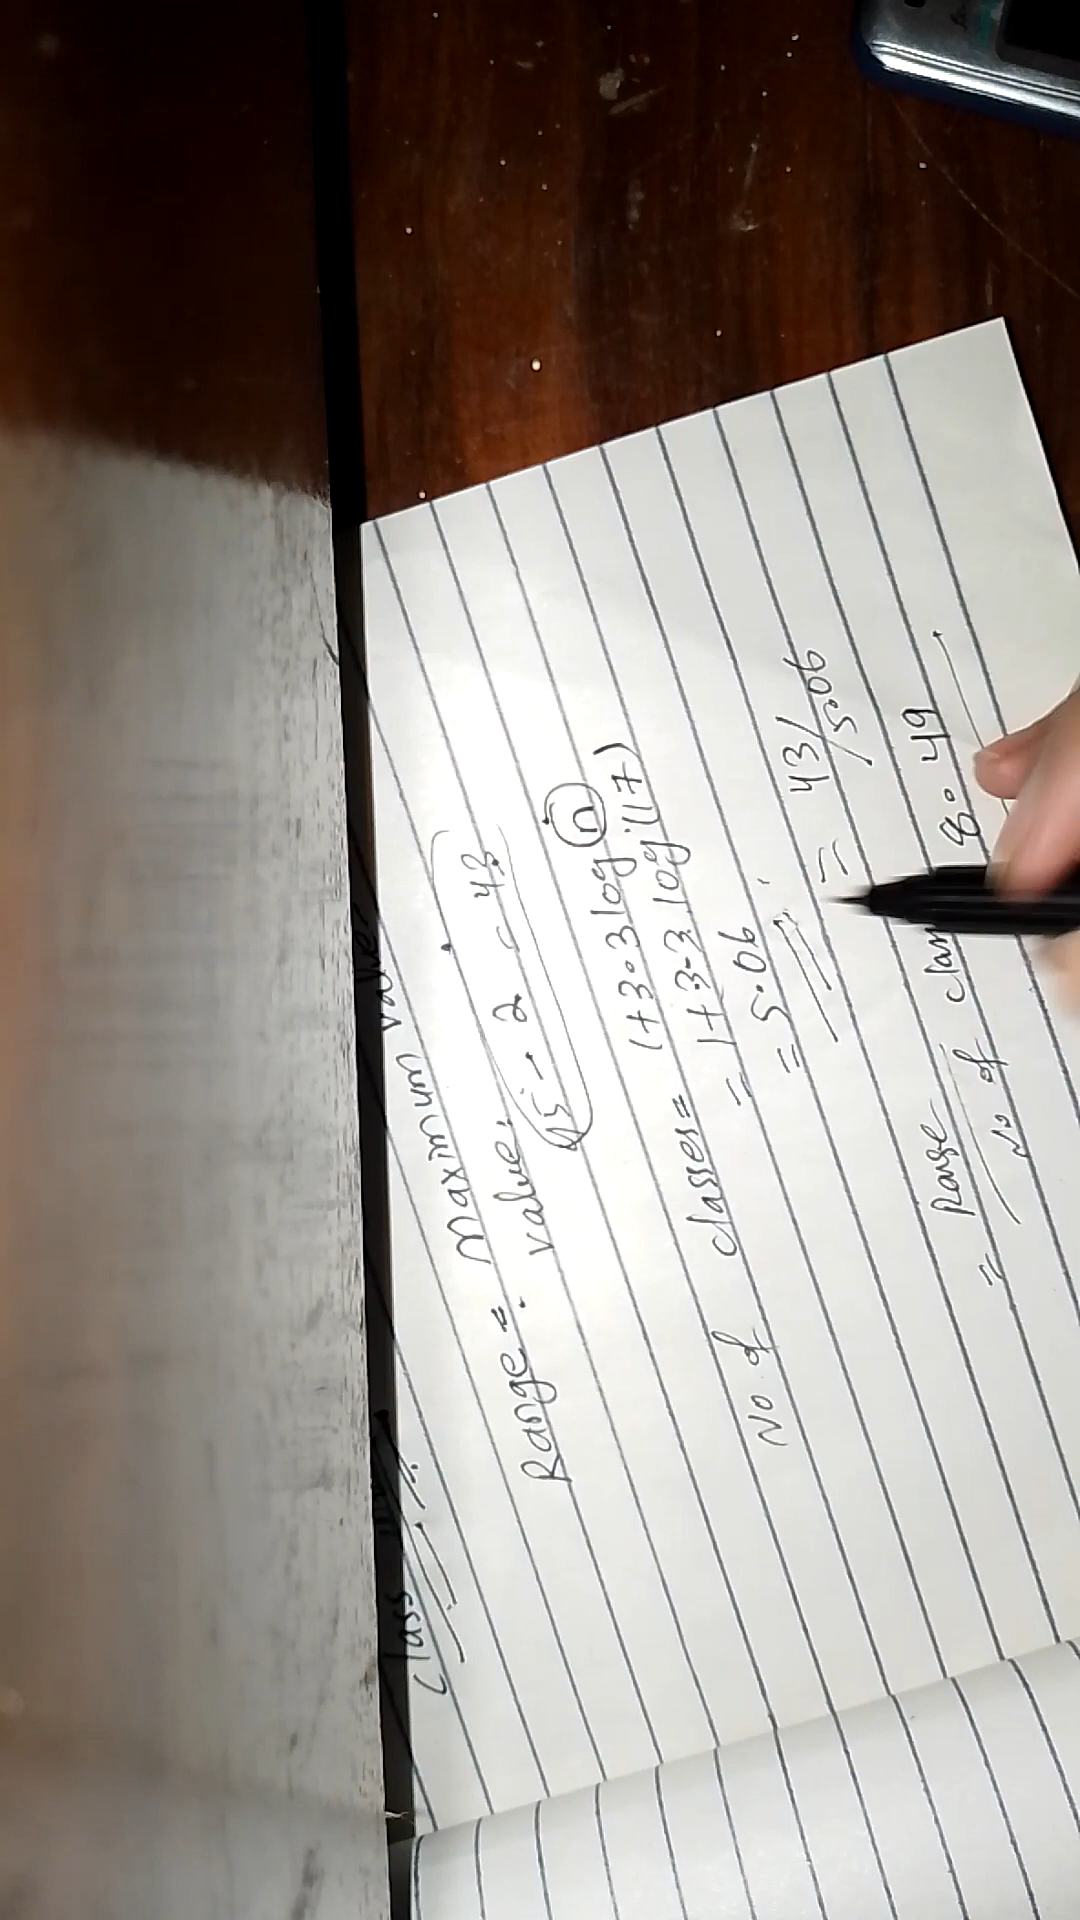 Class
Range = Maximum value
value.
45 - 2 = 43
No of classes = 1+3.3 log n
= 1+3.3 log (17)
= 5.06
= 43/5.06
= Range / No of class
8.49